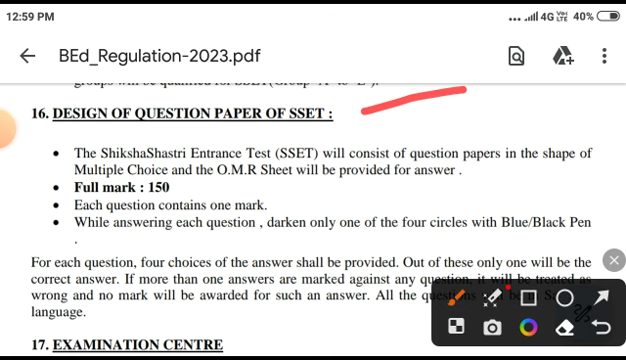 12:59 PM
4G 40%
BEd_Regulation-2023.pdf
16. DESIGN OF QUESTION PAPER OF SSET :
• The ShikshaShastri Entrance Test (SSET) will consist of question papers in the shape of
Multiple Choice and the O.M.R Sheet will be provided for answer .
• Full mark : 150
• Each question contains one mark.
• While answering each question , darken only one of the four circles with Blue/Black Pen
.
For each question, four choices of the answer shall be provided. Out of these only one will be the
correct answer. If more than one answers are marked against any question, it will be treated as
wrong and no mark will be awarded for such an answer. All the
language.
17. EXAMINATION CENTRE